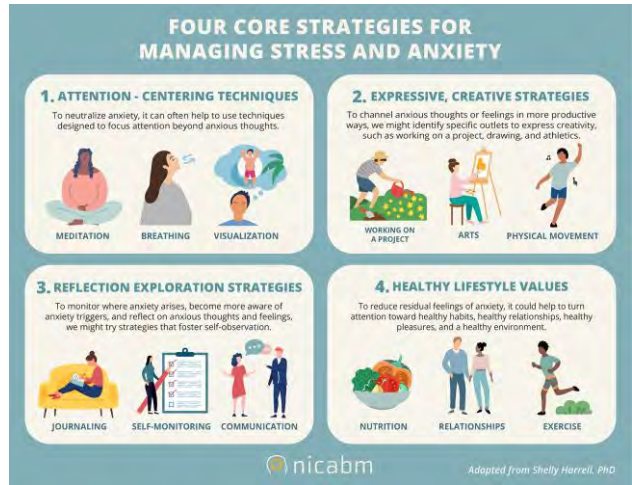 FOUR CORE STRATEGIES FOR
MANAGING STRESS AND ANXIETY
1. ATTENTION - CENTERING TECHNIQUES
To neutralize anxiety, it can often help to use techniques
designed to focus attention beyond anxious thoughts.
MEDITATION
BREATHING
VISUALIZATION
2. EXPRESSIVE, CREATIVE STRATEGIES
To channel anxious thoughts or feelings in more productive
ways, we might identify specific outlets to express creativity,
such as working on a project, drawing, and athletics.
WORKING ON
A PROJECT
ARTS
PHYSICAL MOVEMENT
3. REFLECTION EXPLORATION STRATEGIES
To monitor where anxiety arises, become more aware of
anxiety triggers, and reflect on anxious thoughts and feelings,
we might try strategies that foster self-observation.
JOURNALING
SELF-MONITORING
COMMUNICATION
4. HEALTHY LIFESTYLE VALUES
To reduce residual feelings of anxiety, it could help to turn
attention toward healthy habits, healthy relationships, healthy
pleasures, and a healthy environment.
NUTRITION
RELATIONSHIPS
EXERCISE
nicabm
Adapted from Shelly Harrell, PhD